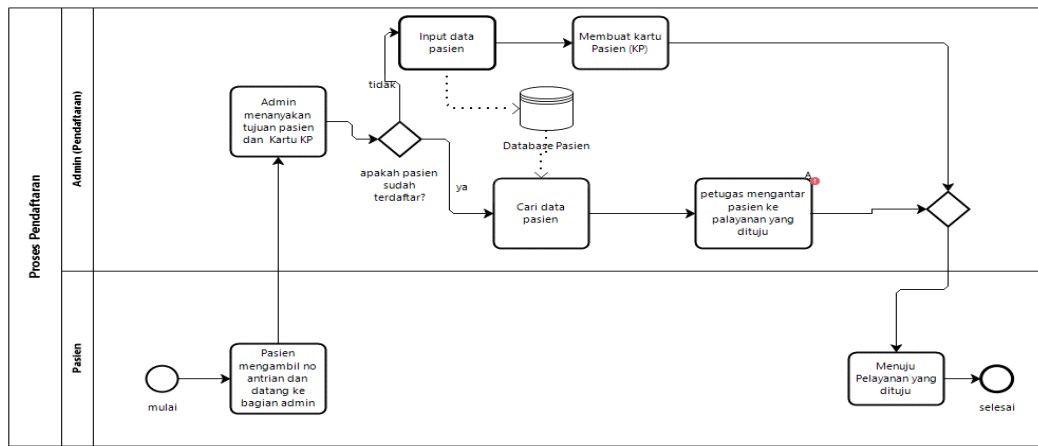 Proses Pendaftaran
Admin (Pendaftaran)
Pasien
mulai
Pasien
mengambil no
antrian dan
datang ke
bagian admin
Admin
menanyakan
tujuan pasien
dan Kartu KP
apakah pasien
sudah
terdaftar?
tidak
Input data
pasien
Membuat kartu
Pasien (KP)
Database Pasien
ya
Cari data
pasien
A
petugas mengantar
pasien ke
palayanan yang
dituju
Menuju
Pelayanan yang
dituju
selesai